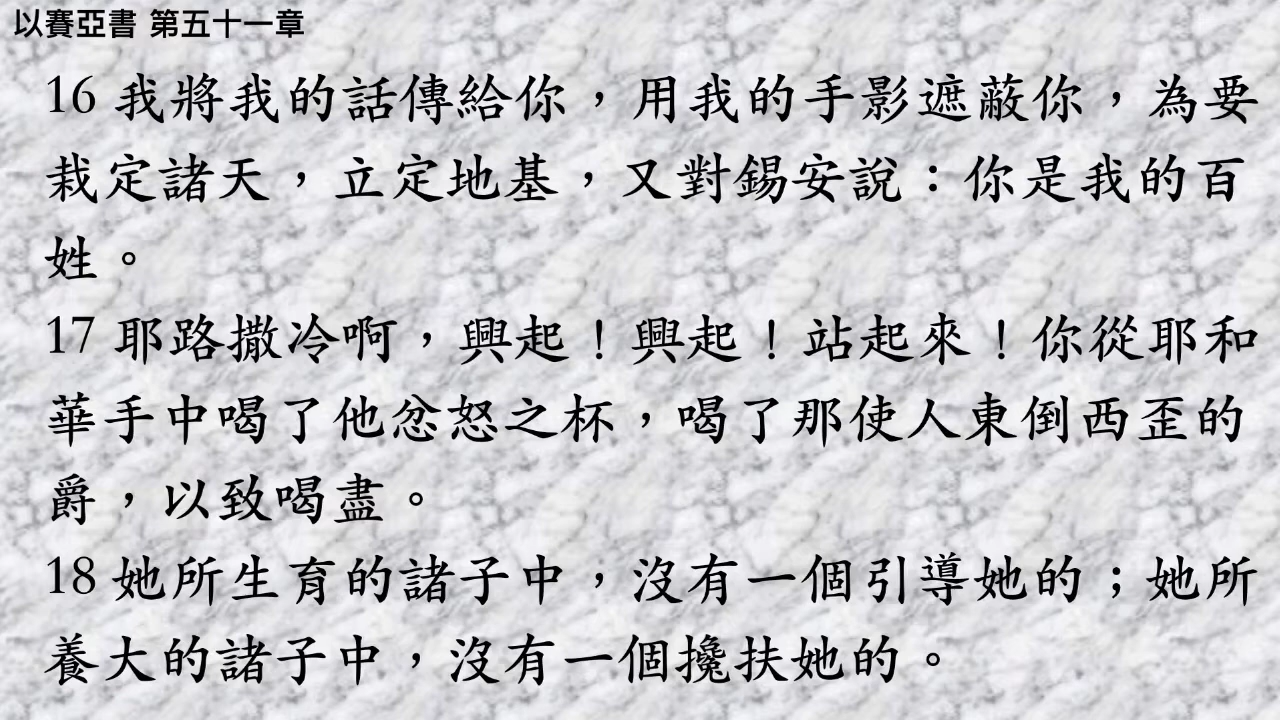 以賽亞書 第五十一章
16 我將我的話傳給你，用我的手影遮蔽你，為要
栽定諸天，立定地基，又對錫安說：你是我的百
姓。
17 耶路撒冷啊，興起！興起！站起來！你從耶和
華手中喝了他忿怒之杯，喝了那使人東倒西歪的
爵，以致喝盡。
18 她所生育的諸子中，沒有一個引導她的；她所
養大的諸子中，沒有一個攙扶她的。